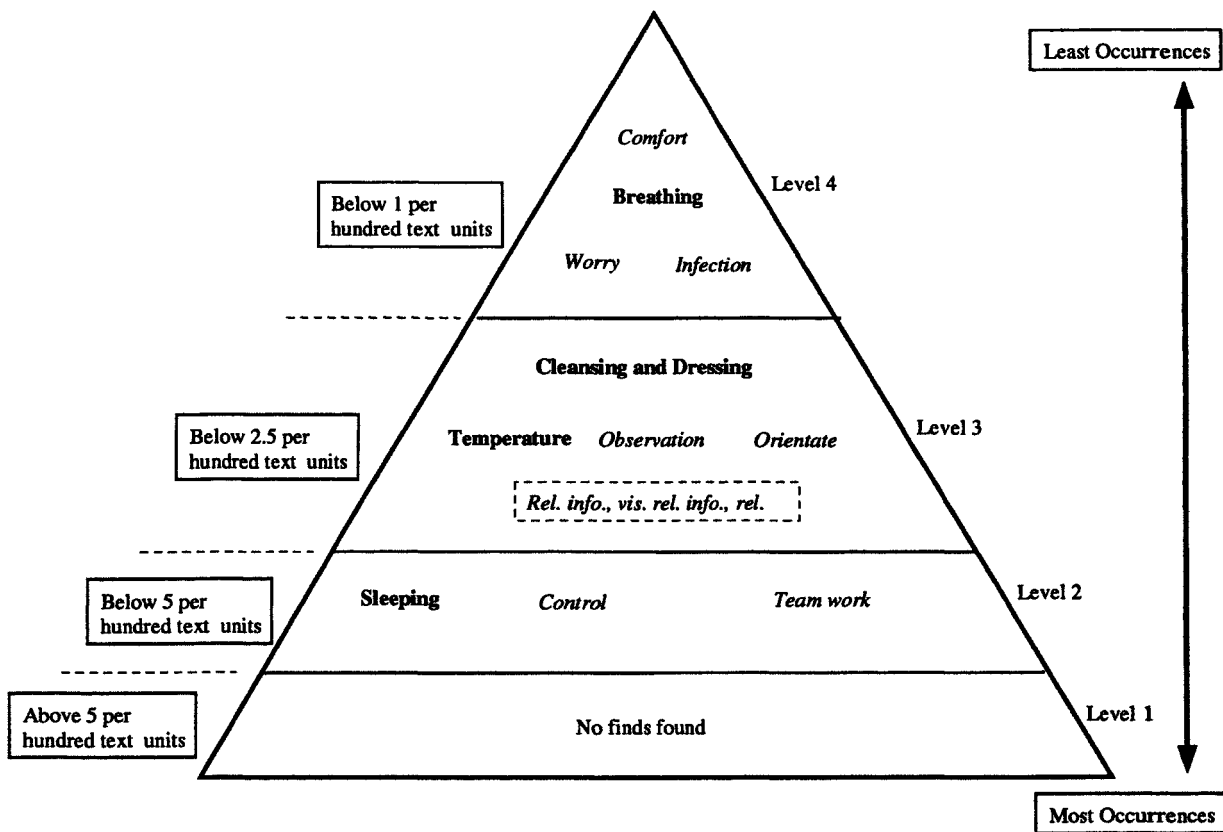 Least Occurrences
Comfort
Level 4
Breathing
Below 1 per
hundred text units
Worry Infection
Cleansing and Dressing
Level 3
Below 2.5 per
hundred text units
Temperature Observation Orientate
Rel. info., vis. rel. info., rel.
Level 2
Below 5 per
hundred text units
Sleeping Control Team work
Level 1
Above 5 per
hundred text units
No finds found
Most Occurrences